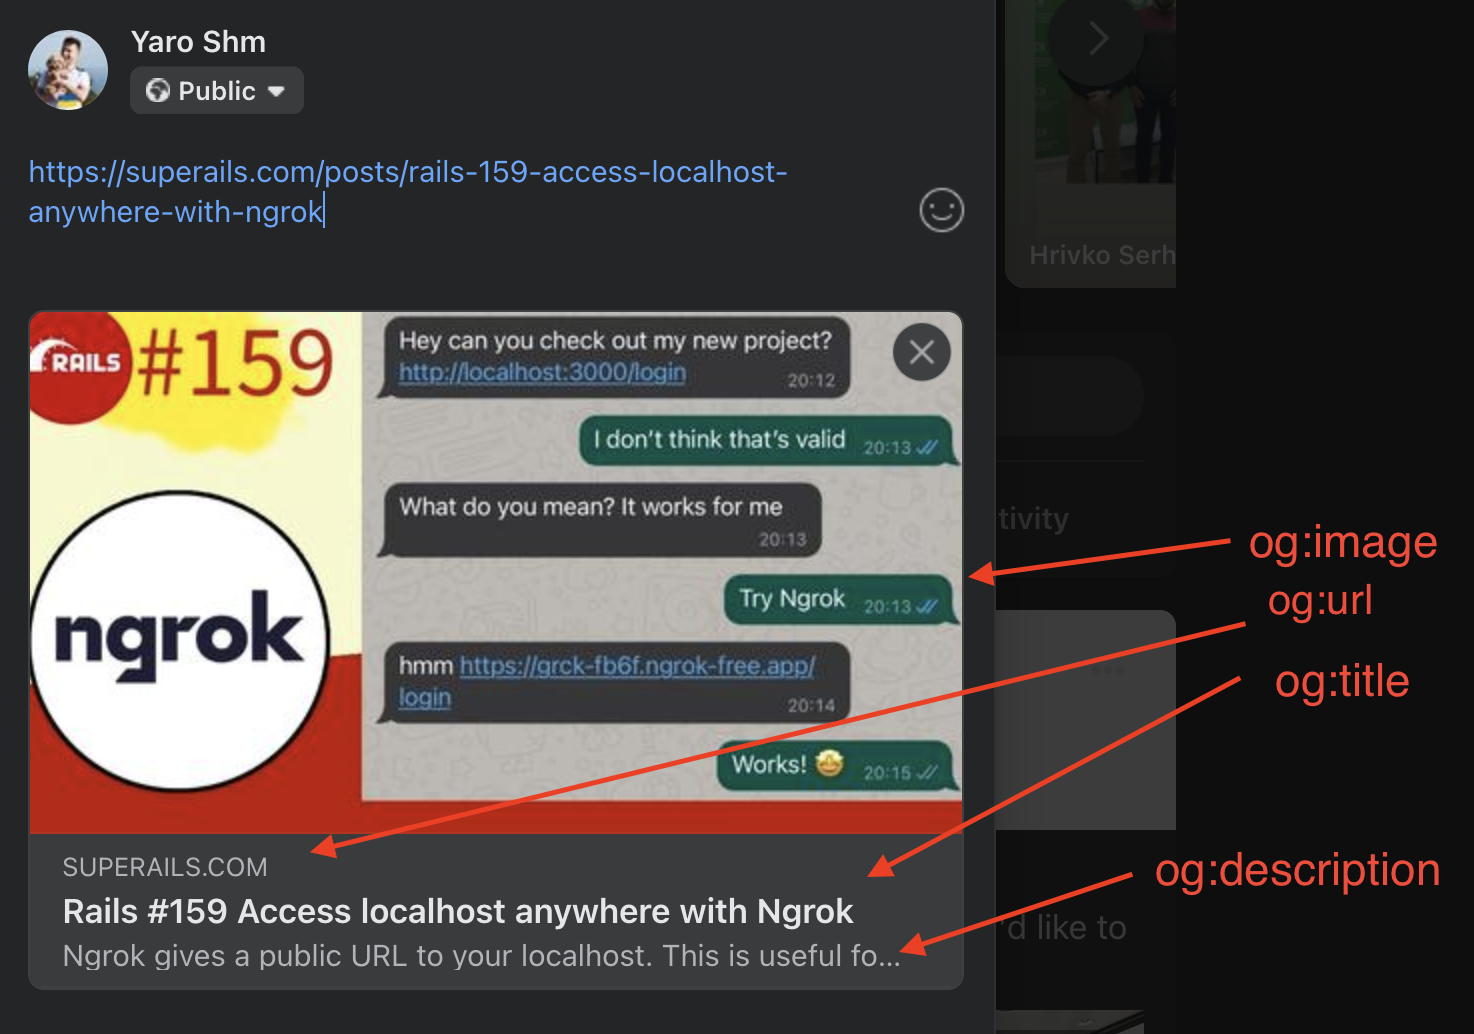 Yaro Shm
Public
https://superails.com/posts/rails-159-access-localhost-
anywhere-with-ngrok
Hrivko Serh
RAILS
#159
Hey can you check out my new project?
http://localhost:3000/login
20:12
I don't think that's valid
20:13
What do you mean? It works for me
20:13
Try Ngrok
20:13
ngrok
hmm https://grck-fb6f.ngrok-free.app/
login
20:14
Works! 🤩
20:15
tivity
og:image
og:url
og:title
og:description
SUPERAILS.COM
Rails #159 Access localhost anywhere with Ngrok
Ngrok gives a public URL to your localhost. This is useful fo...
'd like to